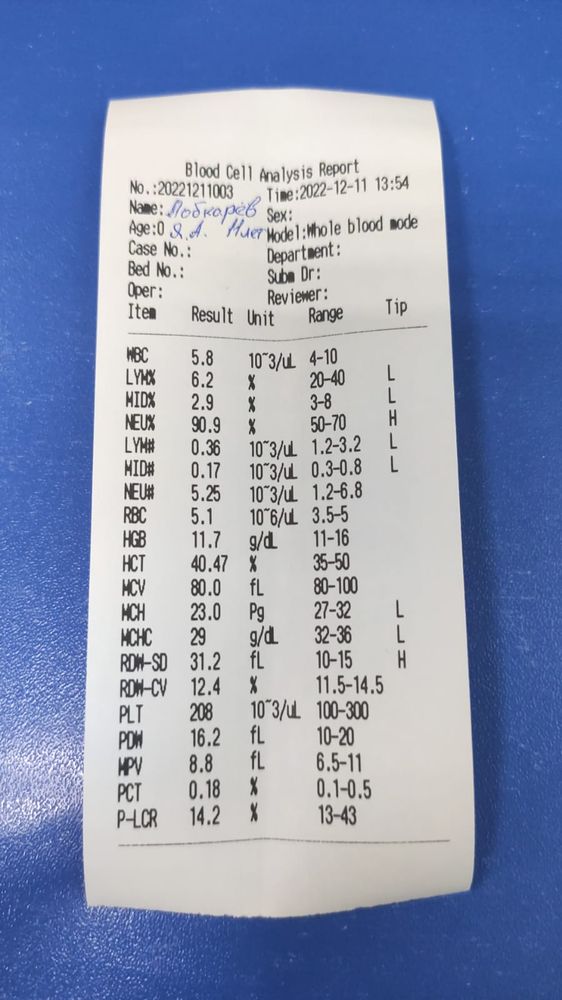 Blood Cell Analysis Report
No.:20221211003 Time:2022-12-11 13:54
Name: Лобкарёв Sex:
Age:0 Я.А. Model:Whole blood mode
Case No.: Department:
Bed No.: Subm Dr:
Oper: Reviewer:
Item Result Unit Range Tip
WBC 5.8 10~3/uL 4-10
LYM% 6.2 % 20-40 L
MID% 2.9 % 3-8 L
NEU% 90.9 % 50-70 H
LYM# 0.36 10~3/uL 1.2-3.2 L
MID# 0.17 10~3/uL 0.3-0.8 L
NEU# 5.25 10~3/uL 1.2-6.8
RBC 5.1 10~6/uL 3.5-5
HGB 11.7 g/dL 11-16
HCT 40.47 % 35-50
MCV 80.0 fL 80-100
MCH 23.0 Pg 27-32 L
MCHC 29 g/dL 32-36 L
RDW-SD 31.2 fL 10-15 H
RDW-CV 12.4 % 11.5-14.5
PLT 208 10~3/uL 100-300
PDW 16.2 fL 10-20
MPV 8.8 fL 6.5-11
PCT 0.18 % 0.1-0.5
P-LCR 14.2 % 13-43